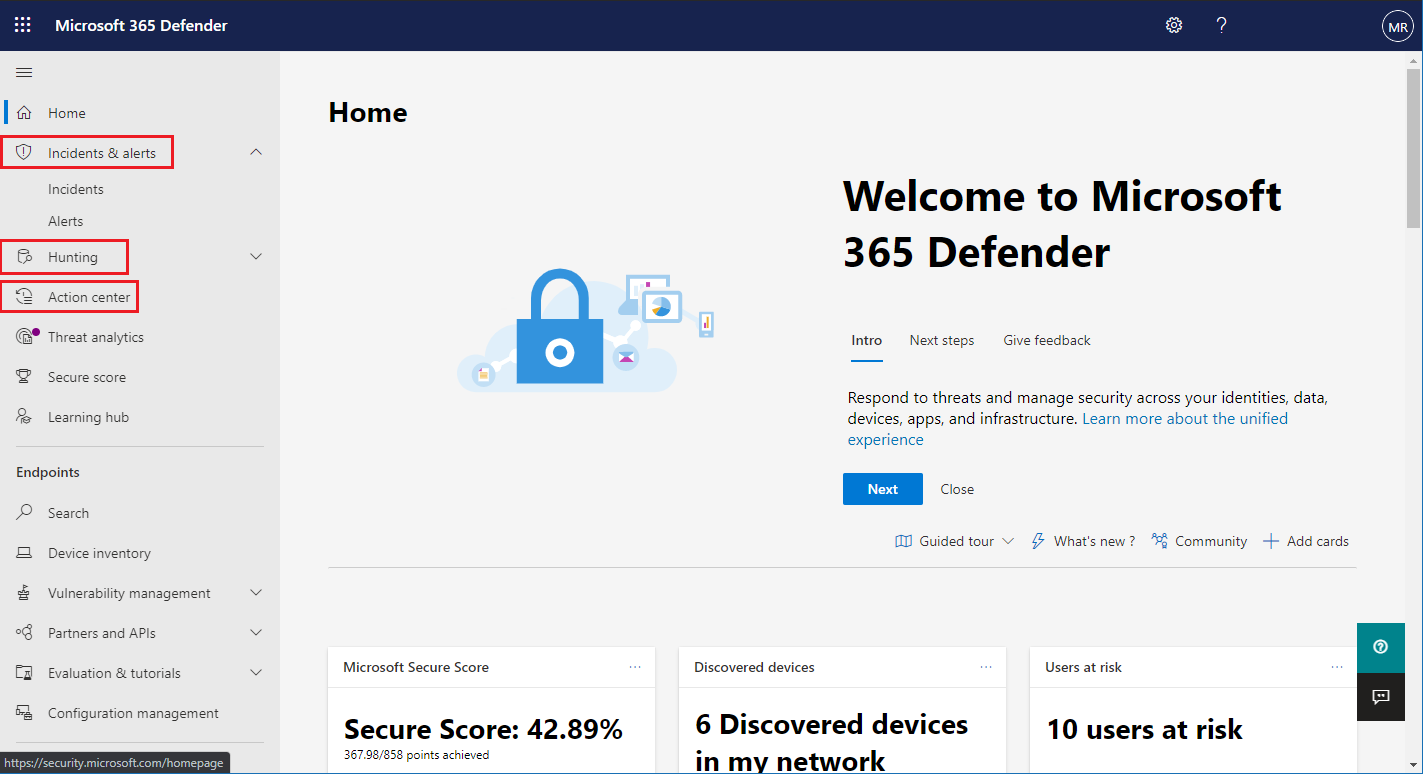 Microsoft 365 Defender
?
MR
Home
Incidents & alerts
Incidents
Alerts
Hunting
Action center
Threat analytics
Secure score
Learning hub
Endpoints
Search
Device inventory
Vulnerability management
Partners and APIs
Evaluation & tutorials
Configuration management
https://security.microsoft.com/homepage
Home
Welcome to Microsoft
365 Defender
Intro Next steps Give feedback
Respond to threats and manage security across your identities, data,
devices, apps, and infrastructure. Learn more about the unified
experience
Next Close
Guided tour What's new ? Community Add cards
Microsoft Secure Score ...
Secure Score: 42.89%
367.98/858 points achieved
Discovered devices ...
6 Discovered devices
in my network
Users at risk ...
10 users at risk